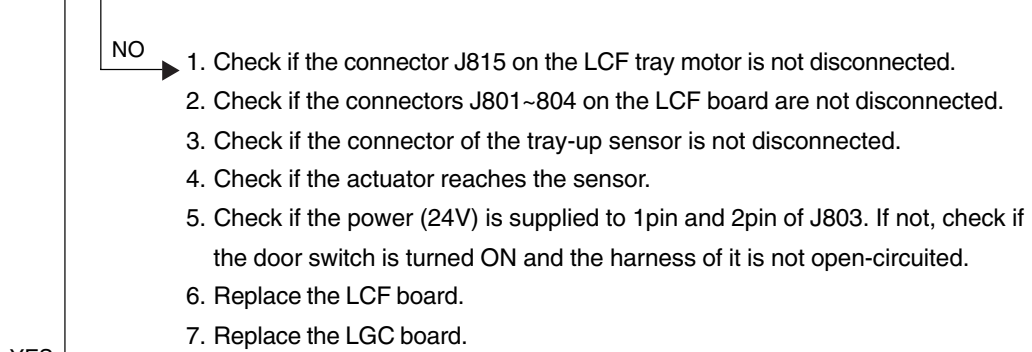 NO
1. Check if the connector J815 on the LCF tray motor is not disconnected.
2. Check if the connectors J801~804 on the LCF board are not disconnected.
3. Check if the connector of the tray-up sensor is not disconnected.
4. Check if the actuator reaches the sensor.
5. Check if the power (24V) is supplied to 1pin and 2pin of J803. If not, check if
the door switch is turned ON and the harness of it is not open-circuited.
6. Replace the LCF board.
7. Replace the LGC board.
YES